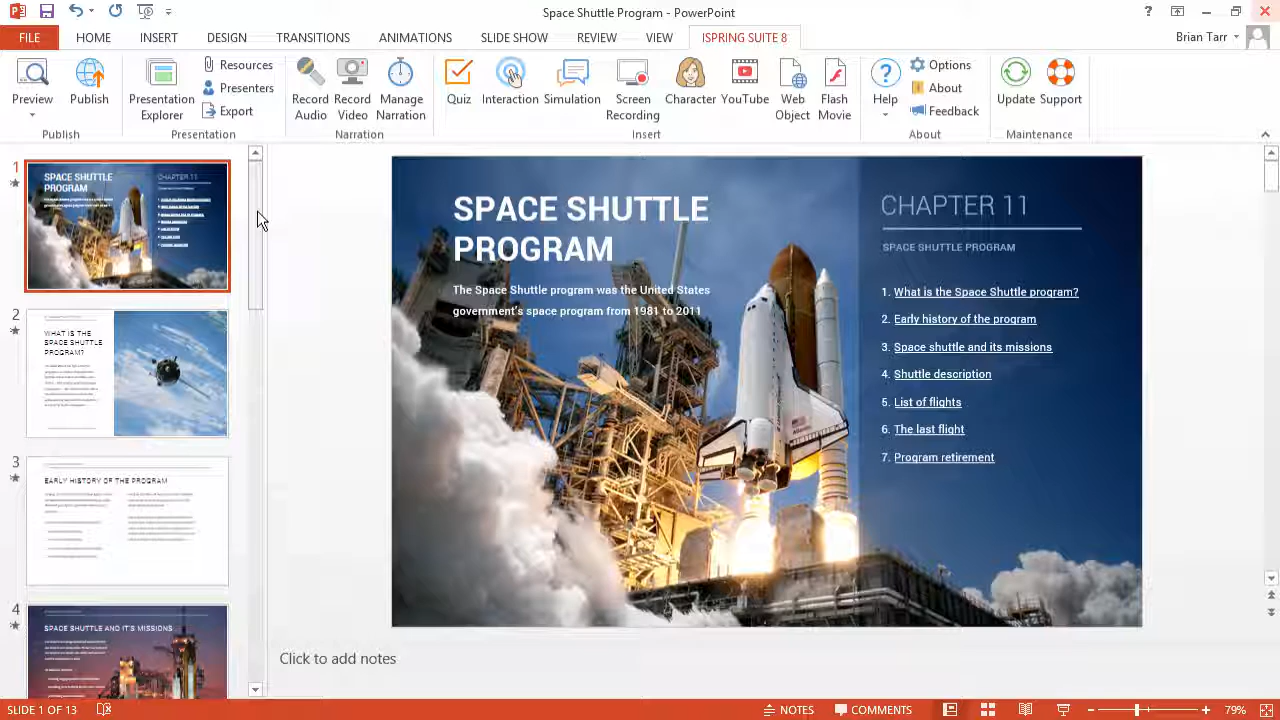 Space Shuttle Program - PowerPoint
FILE HOME INSERT DESIGN TRANSITIONS ANIMATIONS SLIDE SHOW REVIEW VIEW ISPRING SUITE 8 Brian Tarr
Preview
Publish
Publish
Presentation Explorer
Resources
Presenters
Export
Presentation
Record Audio
Record Video
Manage Narration
Narration
Quiz
Interaction
Simulation
Screen Recording
Character
YouTube
Web Object
Flash Movie
Insert
Help
Options
About
Feedback
About
Update
Support
Maintenance
1
SPACE SHUTTLE
PROGRAM
CHAPTER 11
2
WHAT IS THE
SPACE SHUTTLE
PROGRAM?
3
EARLY HISTORY OF THE PROGRAM
4
SPACE SHUTTLE AND IT'S MISSIONS
SPACE SHUTTLE
PROGRAM
The Space Shuttle program was the United States
government's space program from 1981 to 2011
CHAPTER 11
SPACE SHUTTLE PROGRAM
1. What is the Space Shuttle program?
2. Early history of the program
3. Space shuttle and its missions
4. Shuttle description
5. List of flights
6. The last flight
7. Program retirement
Click to add notes
SLIDE 1 OF 13 NOTES COMMENTS 79%